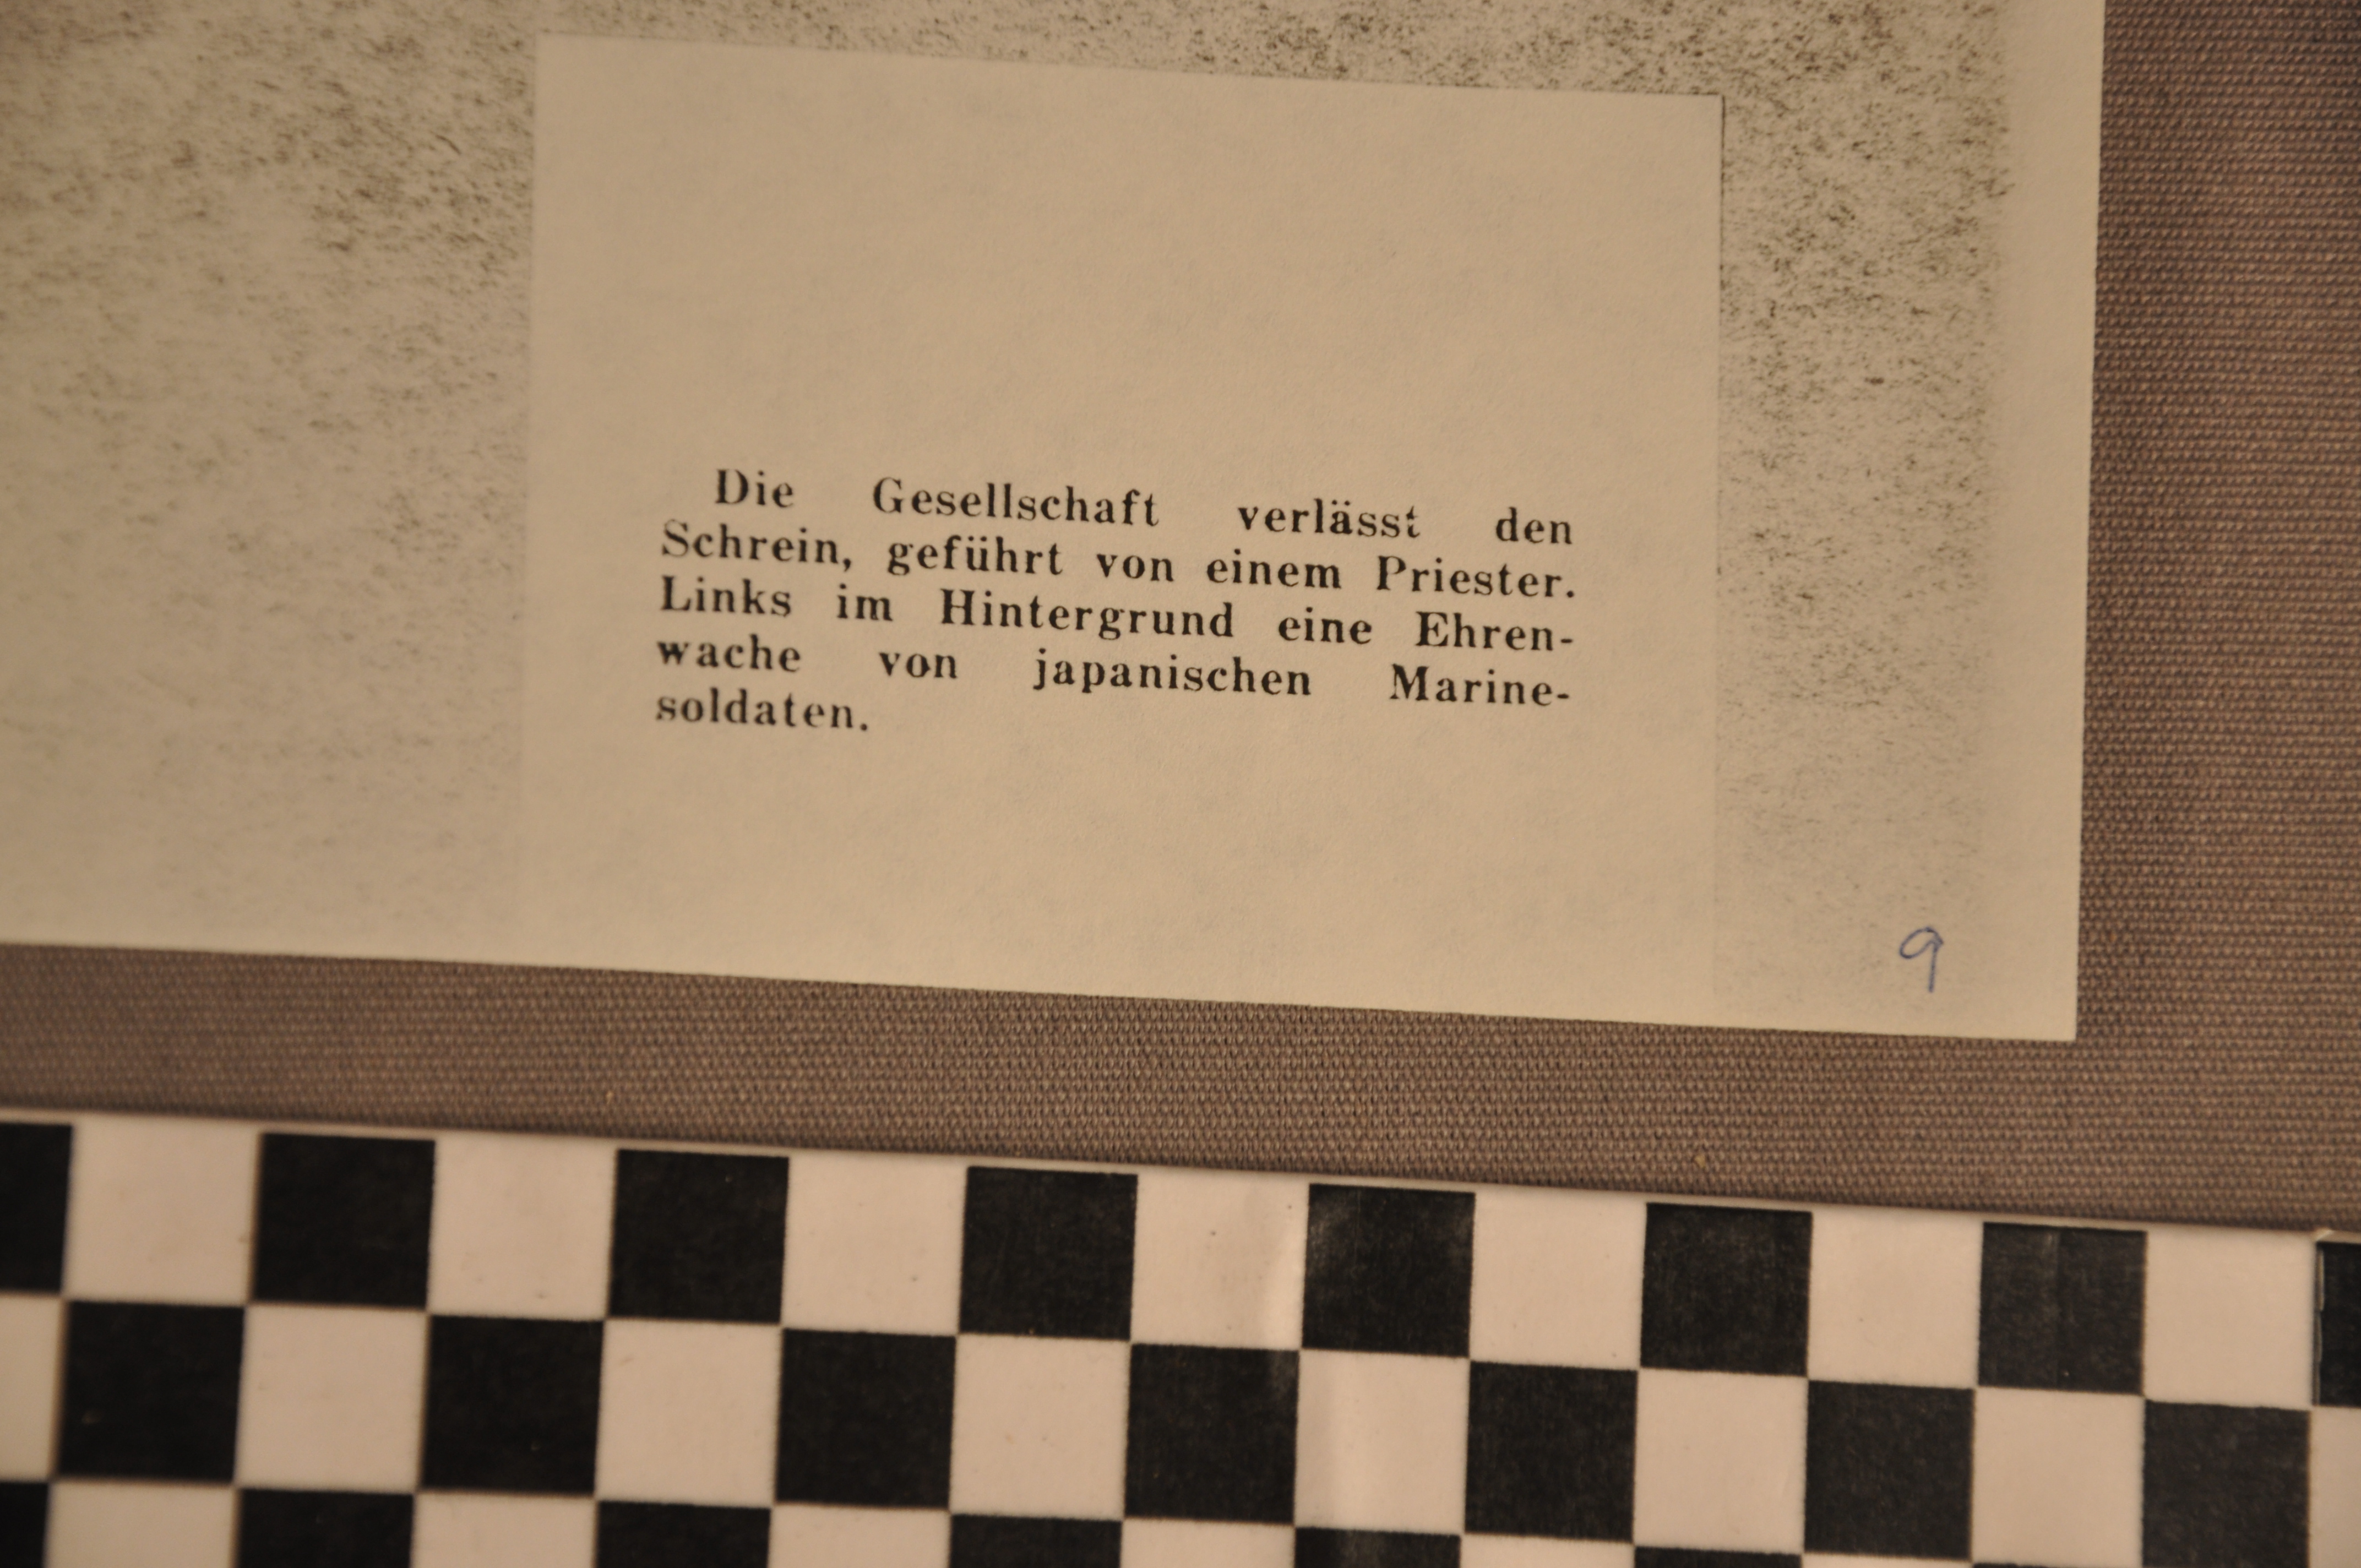 Die Gesellschaft verlässt den
Schrein, geführt von einem Priester.
Links im Hintergrund eine Ehren-
wache von japanischen Marine-
soldaten.
9